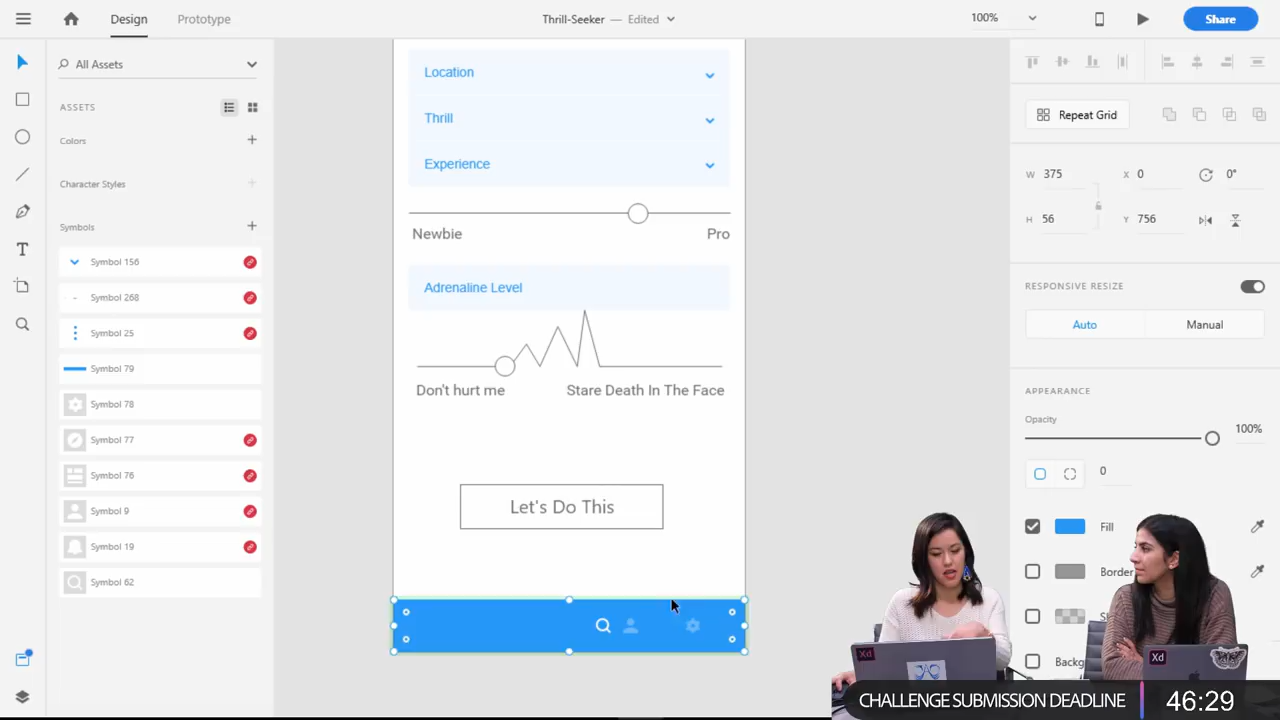 Design
Prototype
Thrill-Seeker — Edited
100%
Share
All Assets
ASSETS
Colors
Character Styles
Symbols
Symbol 156
Symbol 268
Symbol 25
Symbol 79
Symbol 78
Symbol 77
Symbol 76
Symbol 9
Symbol 19
Symbol 62
Location
Thrill
Experience
Newbie
Pro
Adrenaline Level
Don't hurt me
Stare Death In The Face
Let's Do This
Repeat Grid
W 375
X 0
0°
H 56
Y 756
RESPONSIVE RESIZE
Auto
Manual
APPEARANCE
Opacity
100%
0
Fill
Border
S
Backg
Xd
Xd
CHALLENGE SUBMISSION DEADLINE
46:29